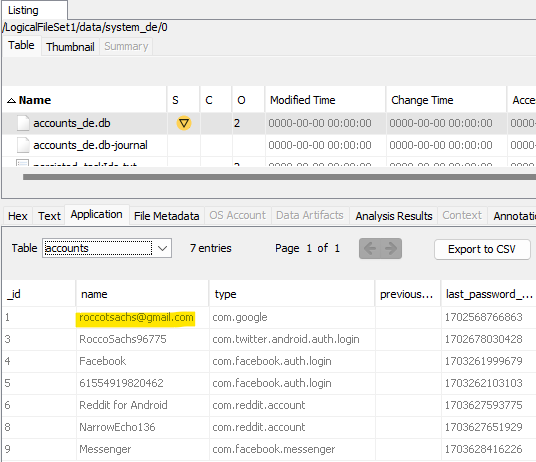 Listing
/LogicalFileSet1/data/system_de/0
Table Thumbnail Summary
Name S C O Modified Time Change Time Acce
accounts_de.db 2 0000-00-00 00:00:00 0000-00-00 00:00:00 0000
accounts_de.db-journal 0000-00-00 00:00:00 0000-00-00 00:00:00 0000
Hex Text Application File Metadata OS Account Data Artifacts Analysis Results Context Annotatio
Table accounts 7 entries Page 1 of 1 Export to CSV
_id name type previous... last_password_...
1 roccotsachs@gmail.com com.google 1702568766863
3 RoccoSachs96775 com.twitter.android.auth.login 1702678030428
4 Facebook com.facebook.auth.login 1703261999679
5 61554919820462 com.facebook.auth.login 1703262103103
6 Reddit for Android com.reddit.account 1703627593775
8 NarrowEcho136 com.reddit.account 1703627651929
9 Messenger com.facebook.messenger 1703628416226